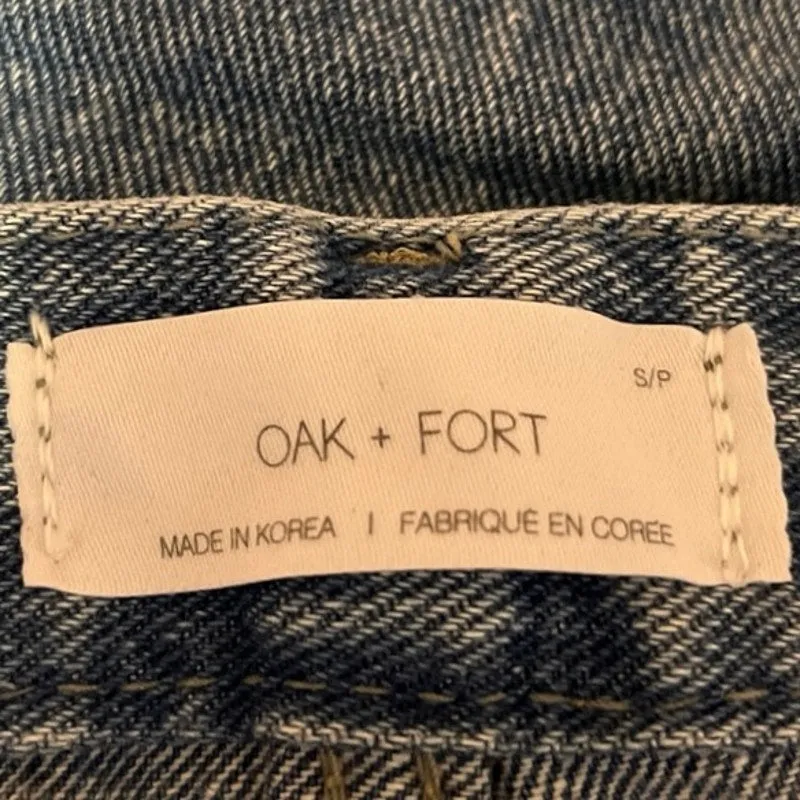 S/P
OAK + FORT
MADE IN KOREA | FABRIQUÉ EN CORÉE